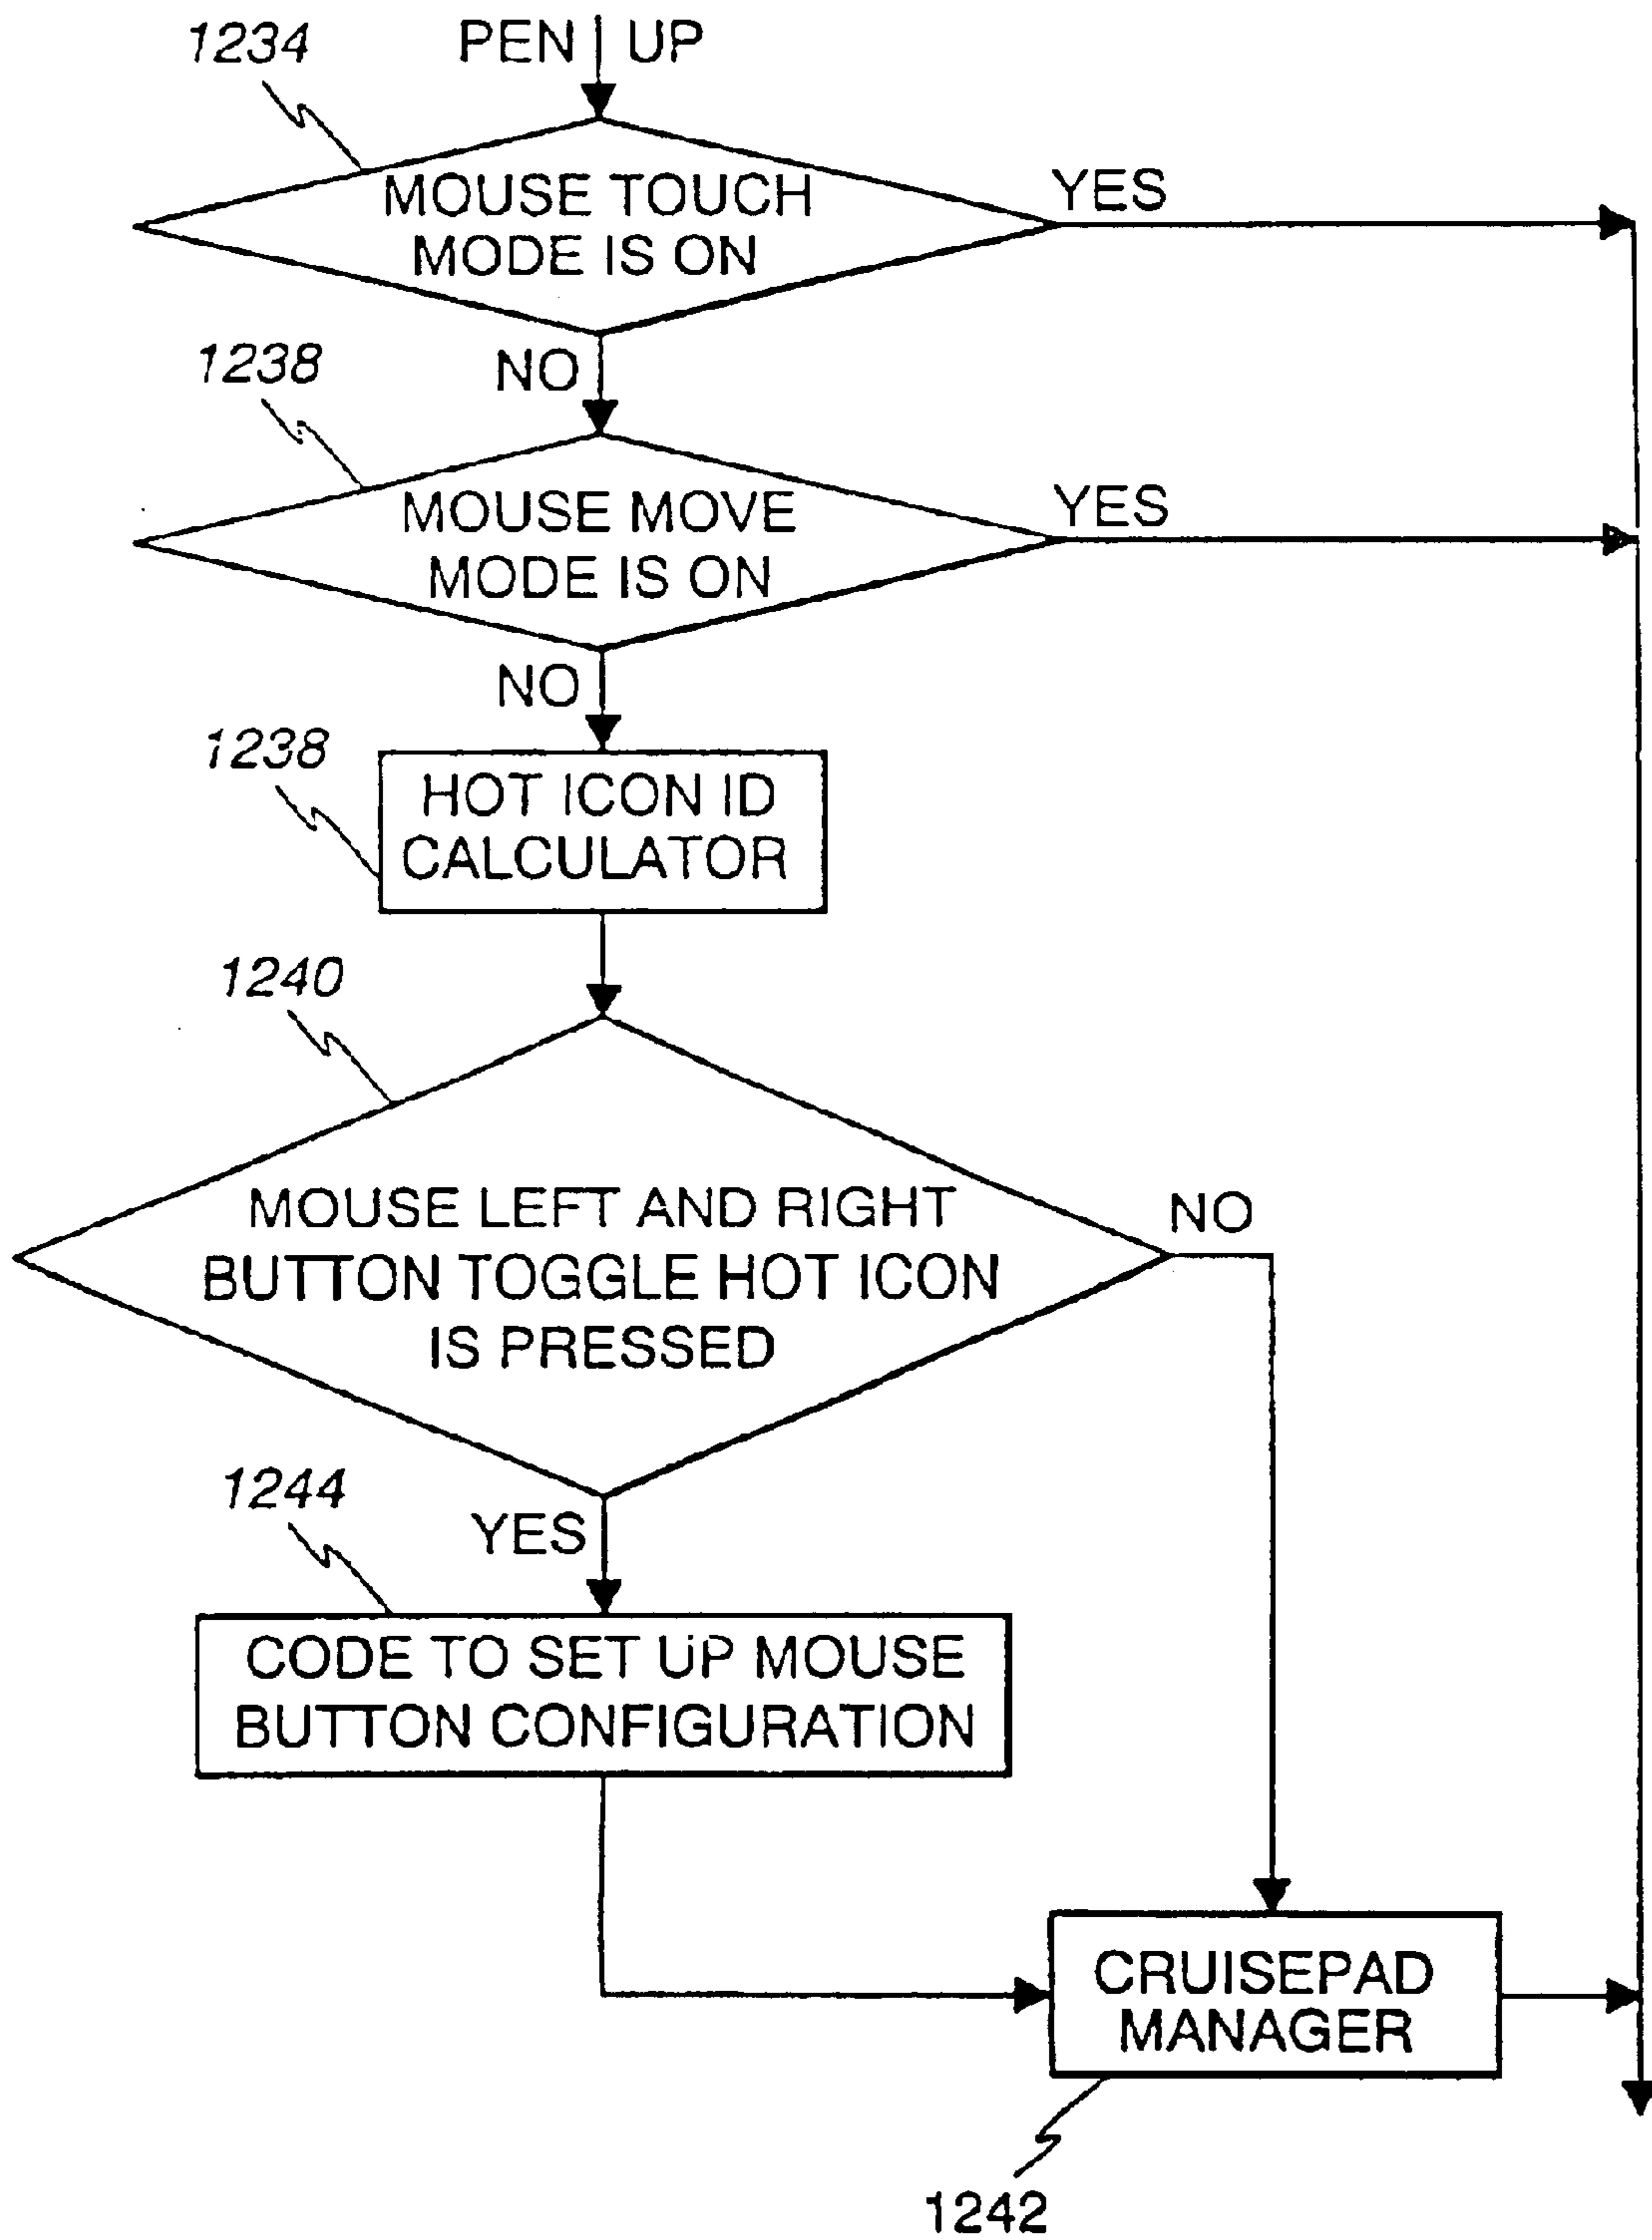 1234
PEN UP
MOUSE TOUCH
MODE IS ON
YES
NO
1238
MOUSE MOVE
MODE IS ON
YES
NO
1238
HOT ICON ID
CALCULATOR
1240
MOUSE LEFT AND RIGHT
BUTTON TOGGLE HOT ICON
IS PRESSED
NO
YES
1244
CODE TO SET UP MOUSE
BUTTON CONFIGURATION
CRUISEPAD
MANAGER
1242